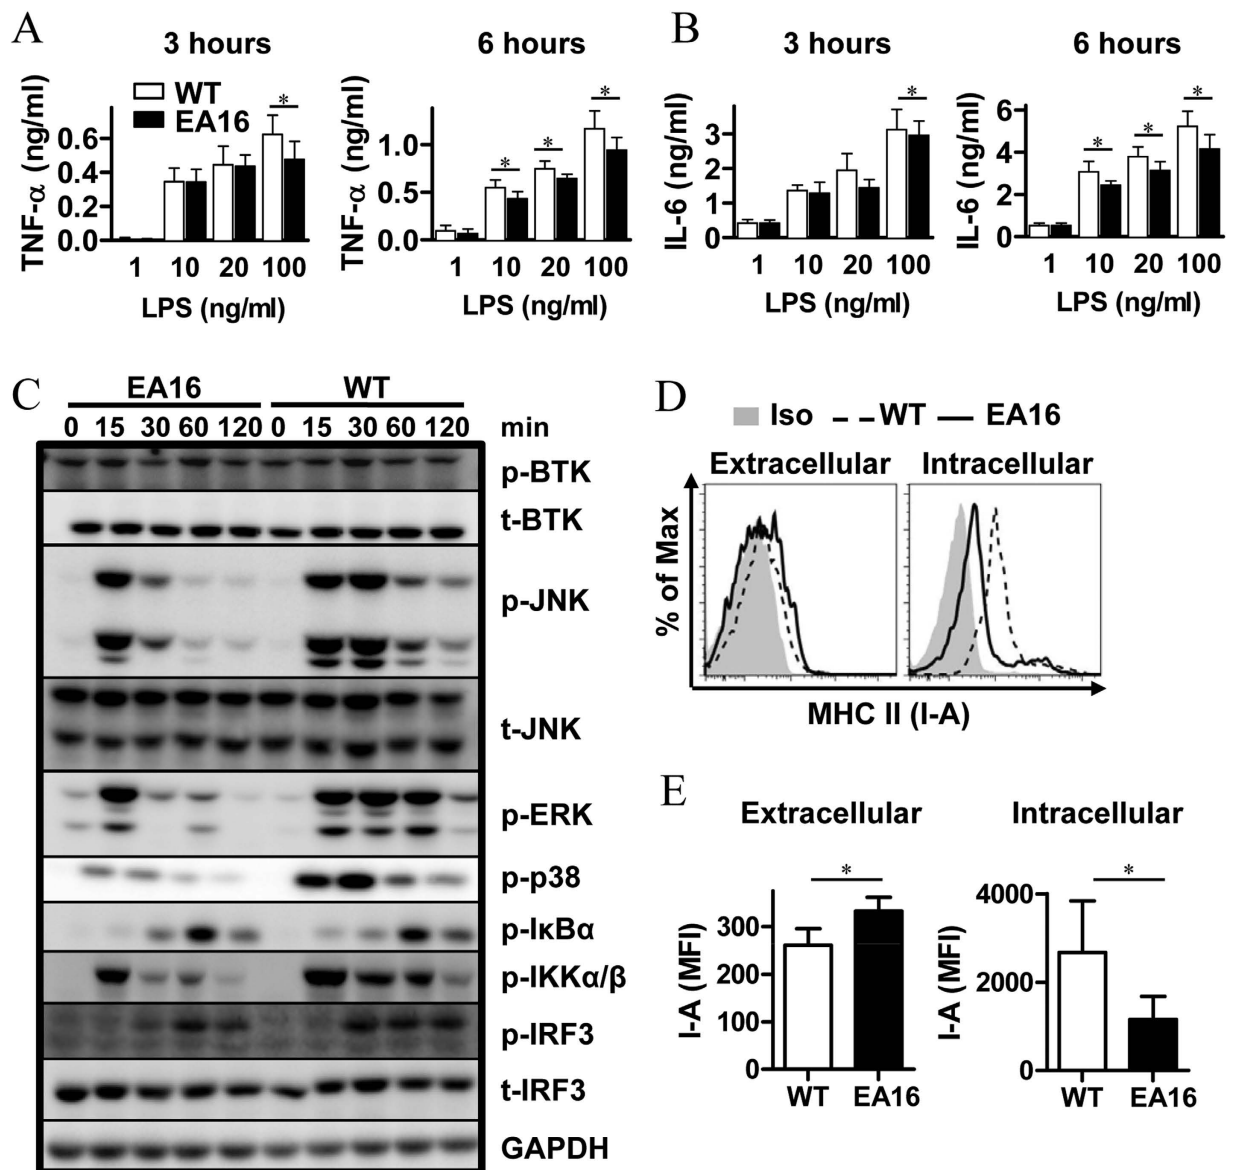 A
3 hours
6 hours
WT
EA16
TNF-α (ng/ml)
0.6
0.4
0.2
0.0
*
1 10 20 100
LPS (ng/ml)
TNF-α (ng/ml)
1.0
0.5
0.0
* * *
1 10 20 100
LPS (ng/ml)
B
3 hours
6 hours
IL-6 (ng/ml)
3
2
1
0
*
1 10 20 100
LPS (ng/ml)
IL-6 (ng/ml)
6
4
2
0
* * *
1 10 20 100
LPS (ng/ml)
C
EA16 WT
0 15 30 60 120 0 15 30 60 120 min
p-BTK
t-BTK
p-JNK
t-JNK
p-ERK
p-p38
p-IκBα
p-IKKα/β
p-IRF3
t-IRF3
GAPDH
D
Iso WT EA16
Extracellular Intracellular
% of Max
MHC II (I-A)
E
Extracellular Intracellular
I-A (MFI)
300
200
100
0
*
WT EA16
I-A (MFI)
4000
2000
0
*
WT EA16